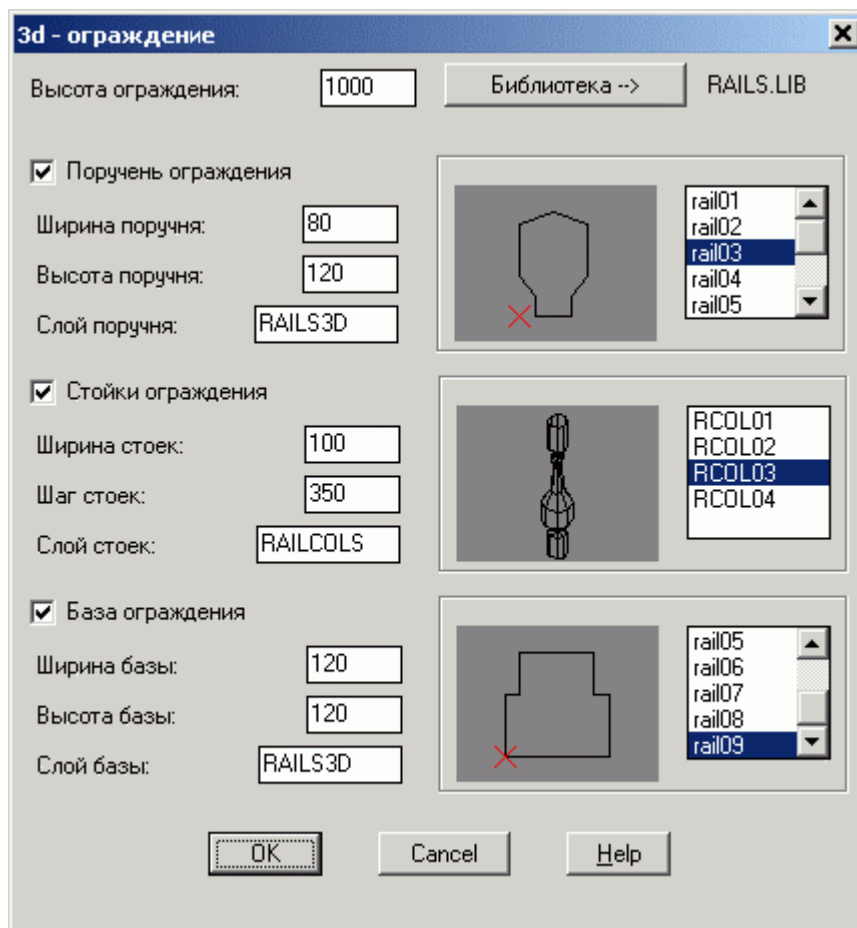 3d - ограждение
Высота ограждения: 1000 Библиотека --> RAILS.LIB
Поручень ограждения
Ширина поручня: 80
Высота поручня: 120
Слой поручня: RAILS3D
rail01
rail02
rail03
rail04
rail05
Стойки ограждения
Ширина стоек: 100
Шаг стоек: 350
Слой стоек: RAILCOLS
RCOL01
RCOL02
RCOL03
RCOL04
База ограждения
Ширина базы: 120
Высота базы: 120
Слой базы: RAILS3D
rail05
rail06
rail07
rail08
rail09
OK Cancel Help